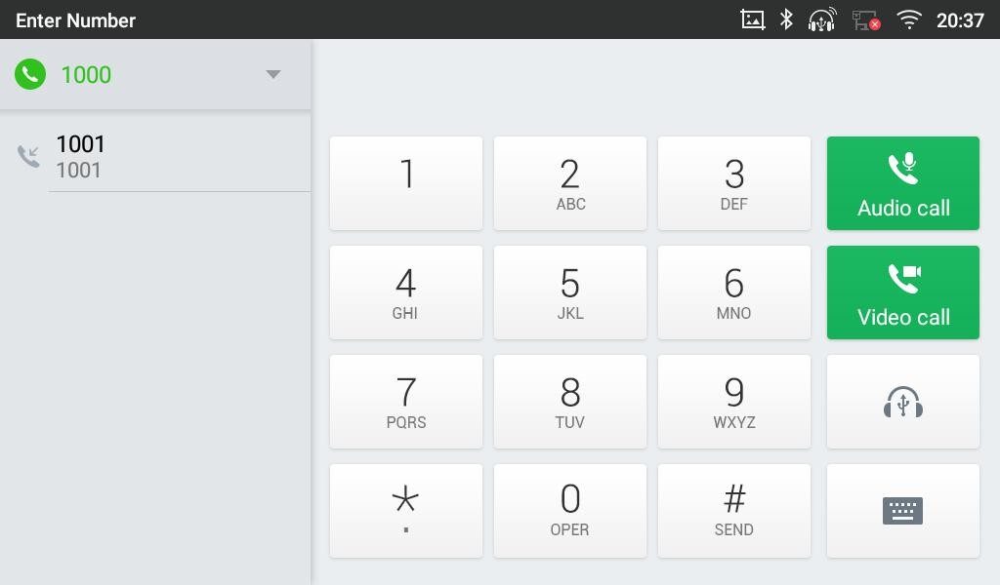 Enter Number
20:37
1000
1001
1001
1
2
ABC
3
DEF
Audio call
4
GHI
5
JKL
6
MNO
Video call
7
PQRS
8
TUV
9
WXYZ
*
.
0
OPER
#
SEND